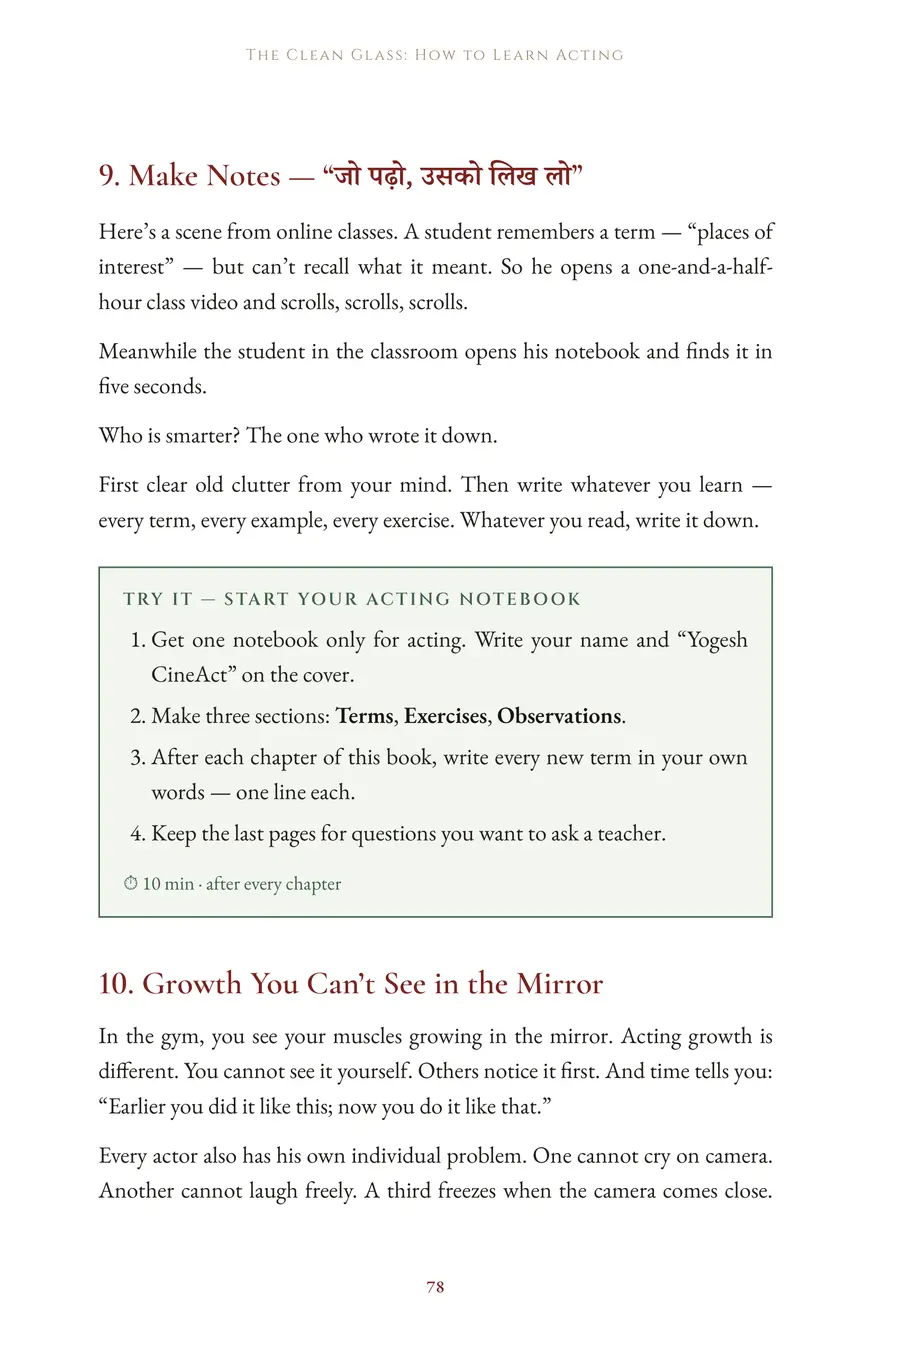 The Clean Glass: How to Learn Acting
9. Make Notes — “जो पढ़ो, उसको लिख लो”
Here’s a scene from online classes. A student remembers a term — “places of
interest” — but can’t recall what it meant. So he opens a one-and-a-half-
hour class video and scrolls, scrolls, scrolls.
Meanwhile the student in the classroom opens his notebook and finds it in
five seconds.
Who is smarter? The one who wrote it down.
First clear old clutter from your mind. Then write whatever you learn —
every term, every example, every exercise. Whatever you read, write it down.
TRY IT — START YOUR ACTING NOTEBOOK
1. Get one notebook only for acting. Write your name and “Yogesh
CineAct” on the cover.
2. Make three sections: Terms, Exercises, Observations.
3. After each chapter of this book, write every new term in your own
words — one line each.
4. Keep the last pages for questions you want to ask a teacher.
⏱ 10 min · after every chapter
10. Growth You Can’t See in the Mirror
In the gym, you see your muscles growing in the mirror. Acting growth is
different. You cannot see it yourself. Others notice it first. And time tells you:
“Earlier you did it like this; now you do it like that.”
Every actor also has his own individual problem. One cannot cry on camera.
Another cannot laugh freely. A third freezes when the camera comes close.
78